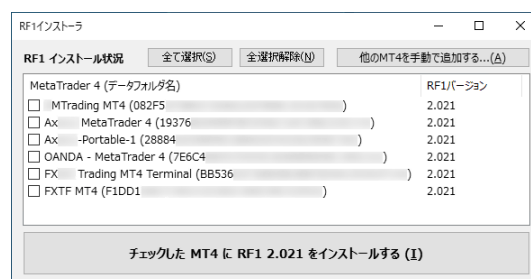 RF1インストーラ
RF1 インストール状況
全て選択(S)
全選択解除(N)
他のMT4を手動で追加する...(A)
MetaTrader 4 (データフォルダ名)
RF1バージョン
MTrading MT4 (082F5 ) 2.021
Ax MetaTrader 4 (19376 ) 2.021
Ax -Portable-1 (28884 ) 2.021
OANDA - MetaTrader 4 (7E6C4 ) 2.021
FX Trading MT4 Terminal (BB536 ) 2.021
FXTF MT4 (F1DD1 ) 2.021
チェックした MT4 に RF1 2.021 をインストールする (I)